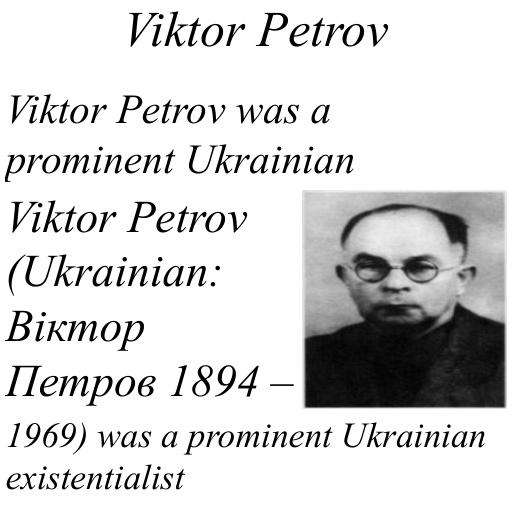 Viktor Petrov
Viktor Petrov was a
prominent Ukrainian
Viktor Petrov
(Ukrainian:
Віктор
Петров 1894 –
1969) was a prominent Ukrainian
existentialist